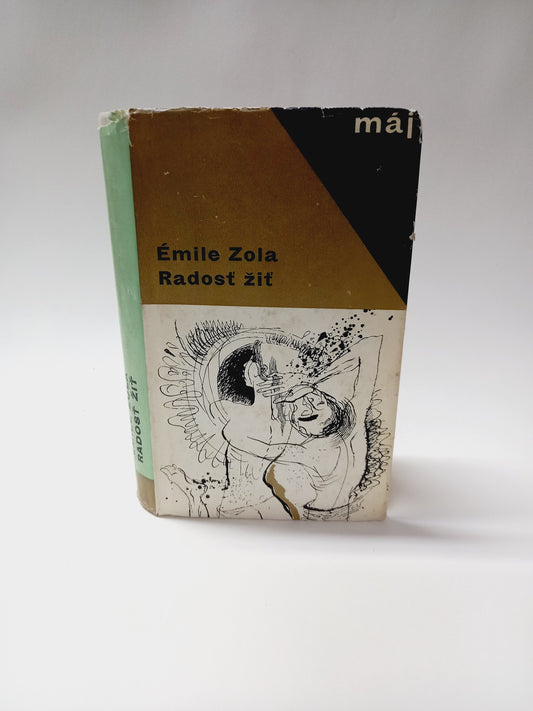 máj
Émile Zola
Radosť žiť
RADOSŤ ŽIŤ